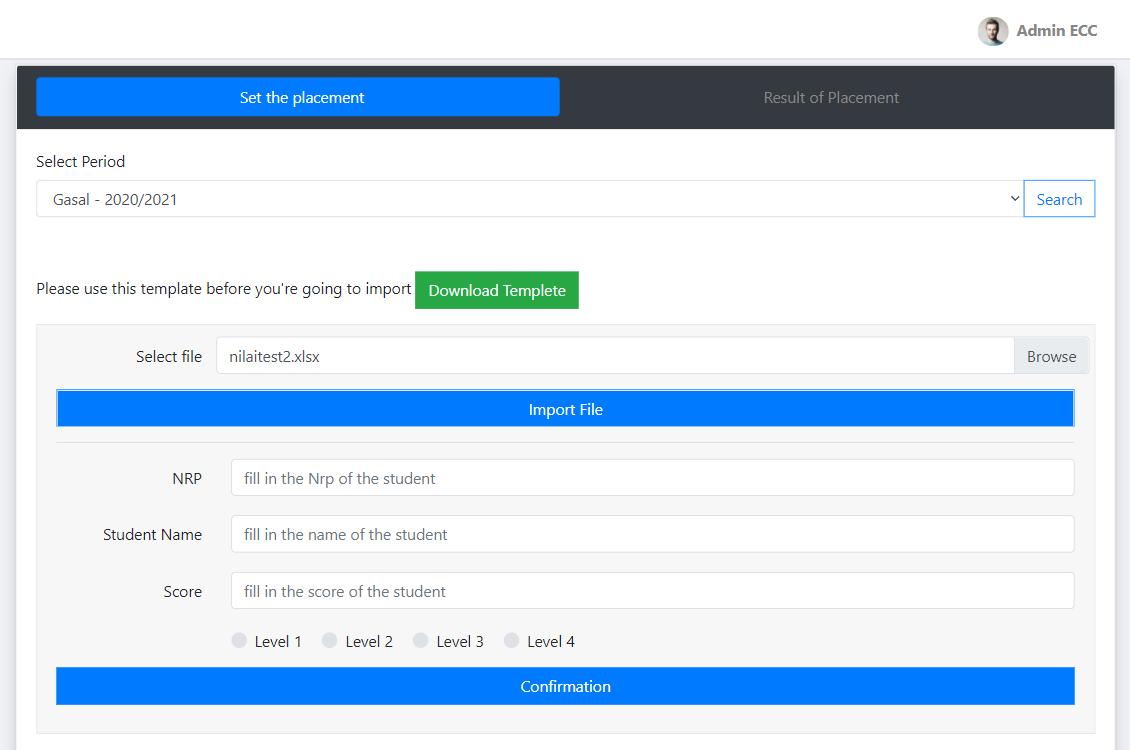 Admin ECC
Set the placement
Result of Placement
Select Period
Gasal - 2020/2021
Search
Please use this template before you're going to import
Download Templete
Select file
nilaitest2.xlsx
Browse
Import File
NRP
fill in the Nrp of the student
Student Name
fill in the name of the student
Score
fill in the score of the student
Level 1
Level 2
Level 3
Level 4
Confirmation